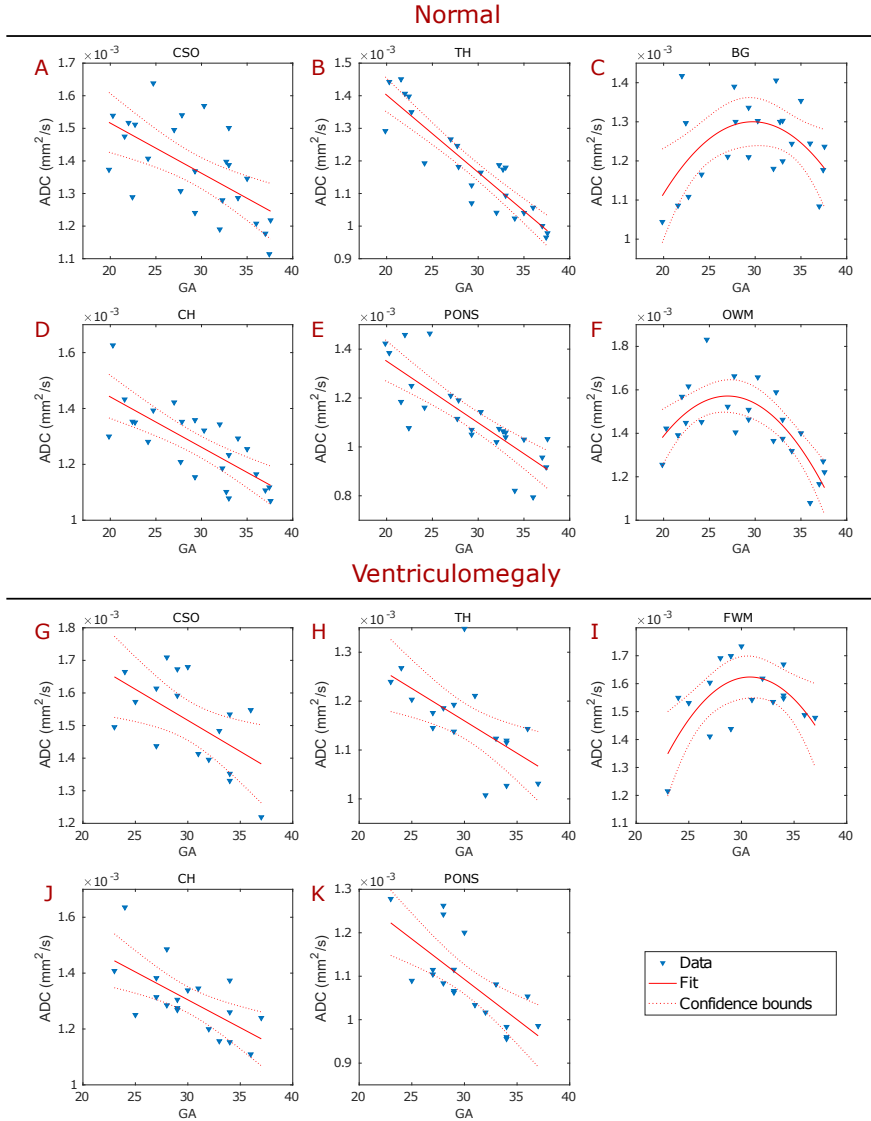 Normal
A ×10⁻³ CSO
B ×10⁻³ TH
C ×10⁻³ BG
ADC (mm²/s)
1.7
1.6
1.5
1.4
1.3
1.2
1.1
20 25 30 35 40
GA
ADC (mm²/s)
1.5
1.4
1.3
1.2
1.1
1
0.9
20 25 30 35 40
GA
ADC (mm²/s)
1.4
1.3
1.2
1.1
1
20 25 30 35 40
GA
D ×10⁻³ CH
E ×10⁻³ PONS
F ×10⁻³ OWM
ADC (mm²/s)
1.6
1.4
1.2
1
20 25 30 35 40
GA
ADC (mm²/s)
1.4
1.2
1
0.8
20 25 30 35 40
GA
ADC (mm²/s)
1.8
1.6
1.4
1.2
1
20 25 30 35 40
GA
Ventriculomegaly
G ×10⁻³ CSO
H ×10⁻³ TH
I ×10⁻³ FWM
ADC (mm²/s)
1.8
1.7
1.6
1.5
1.4
1.3
1.2
20 25 30 35 40
GA
ADC (mm²/s)
1.3
1.2
1.1
1
20 25 30 35 40
GA
ADC (mm²/s)
1.8
1.7
1.6
1.5
1.4
1.3
1.2
1.1
20 25 30 35 40
GA
J ×10⁻³ CH
K ×10⁻³ PONS
ADC (mm²/s)
1.6
1.4
1.2
1
20 25 30 35 40
GA
ADC (mm²/s)
1.3
1.2
1.1
1
0.9
20 25 30 35 40
GA
Data
Fit
Confidence bounds